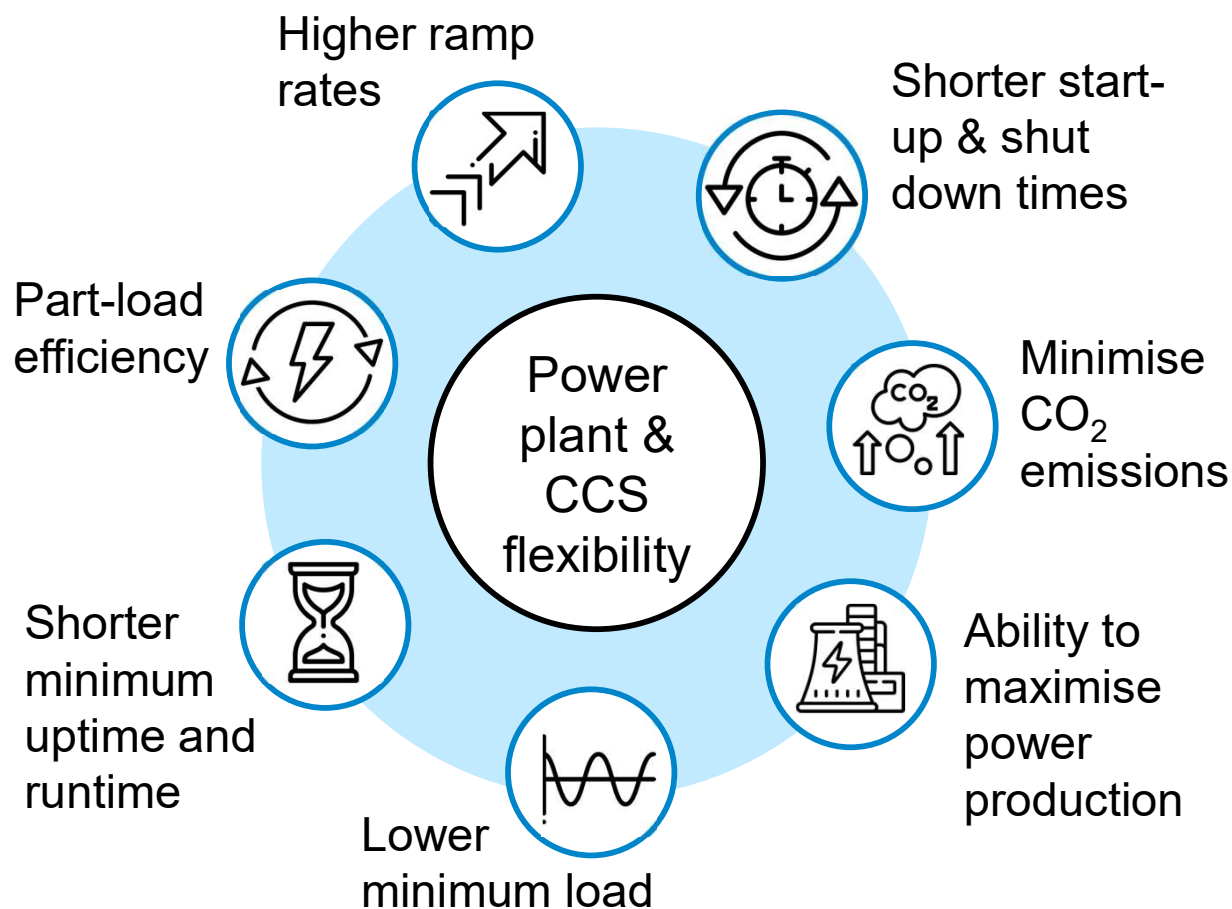 Higher ramp
rates
Shorter start-
up & shut
down times
Minimise
CO₂
emissions
CO₂
Ability to
maximise
power
production
Lower
minimum load
Shorter
minimum
uptime and
runtime
Part-load
efficiency
Power
plant &
CCS
flexibility